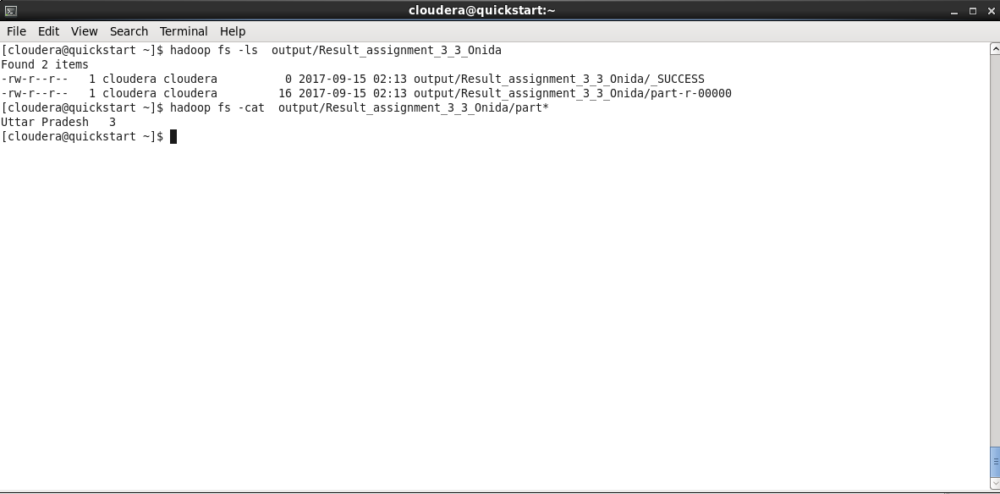 cloudera@quickstart:~
File Edit View Search Terminal Help
[cloudera@quickstart ~]$ hadoop fs -ls  output/Result_assignment_3_3_Onida
Found 2 items
-rw-r--r--   1 cloudera cloudera          0 2017-09-15 02:13 output/Result_assignment_3_3_Onida/_SUCCESS
-rw-r--r--   1 cloudera cloudera         16 2017-09-15 02:13 output/Result_assignment_3_3_Onida/part-r-00000
[cloudera@quickstart ~]$ hadoop fs -cat  output/Result_assignment_3_3_Onida/part*
Uttar Pradesh	3
[cloudera@quickstart ~]$